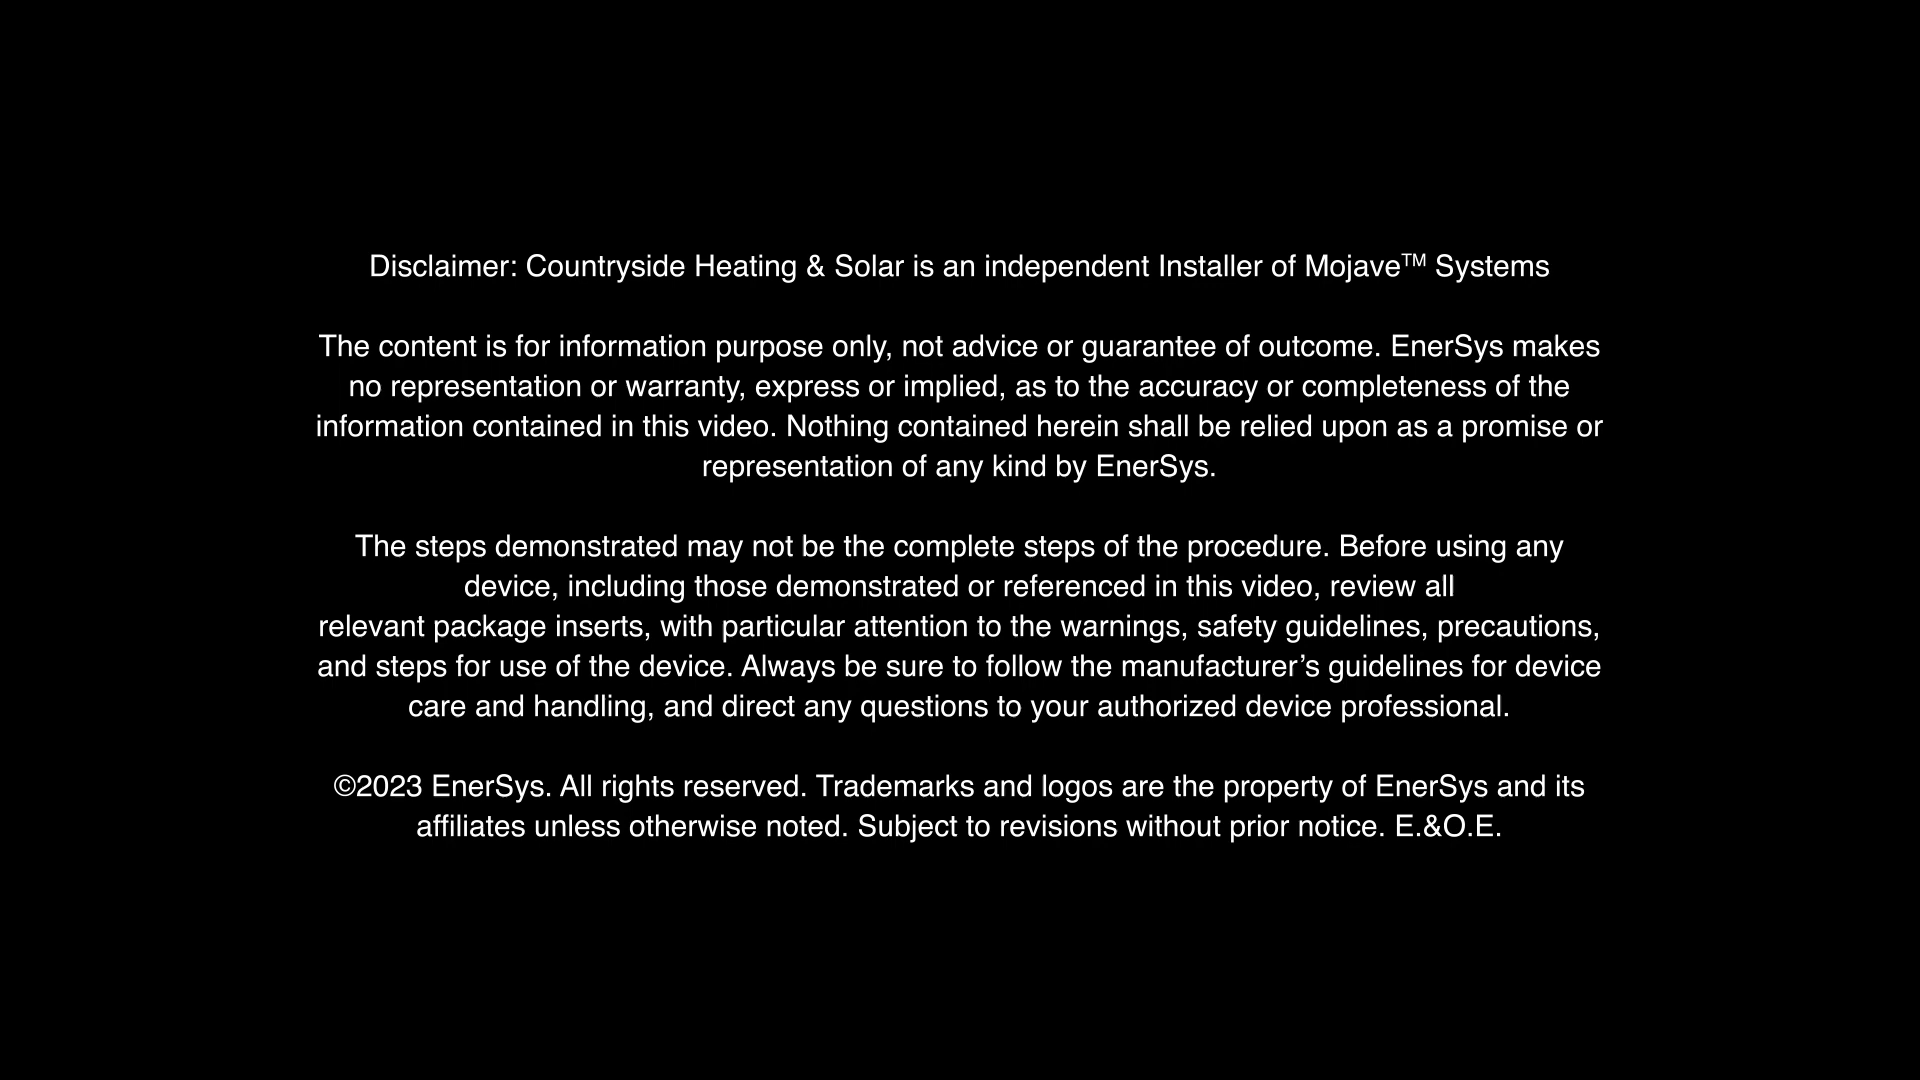 Disclaimer: Countryside Heating & Solar is an independent Installer of Mojave™ Systems
The content is for information purpose only, not advice or guarantee of outcome. EnerSys makes
no representation or warranty, express or implied, as to the accuracy or completeness of the
information contained in this video. Nothing contained herein shall be relied upon as a promise or
representation of any kind by EnerSys.
The steps demonstrated may not be the complete steps of the procedure. Before using any
device, including those demonstrated or referenced in this video, review all
relevant package inserts, with particular attention to the warnings, safety guidelines, precautions,
and steps for use of the device. Always be sure to follow the manufacturer’s guidelines for device
care and handling, and direct any questions to your authorized device professional.
©2023 EnerSys. All rights reserved. Trademarks and logos are the property of EnerSys and its
affiliates unless otherwise noted. Subject to revisions without prior notice. E.&O.E.